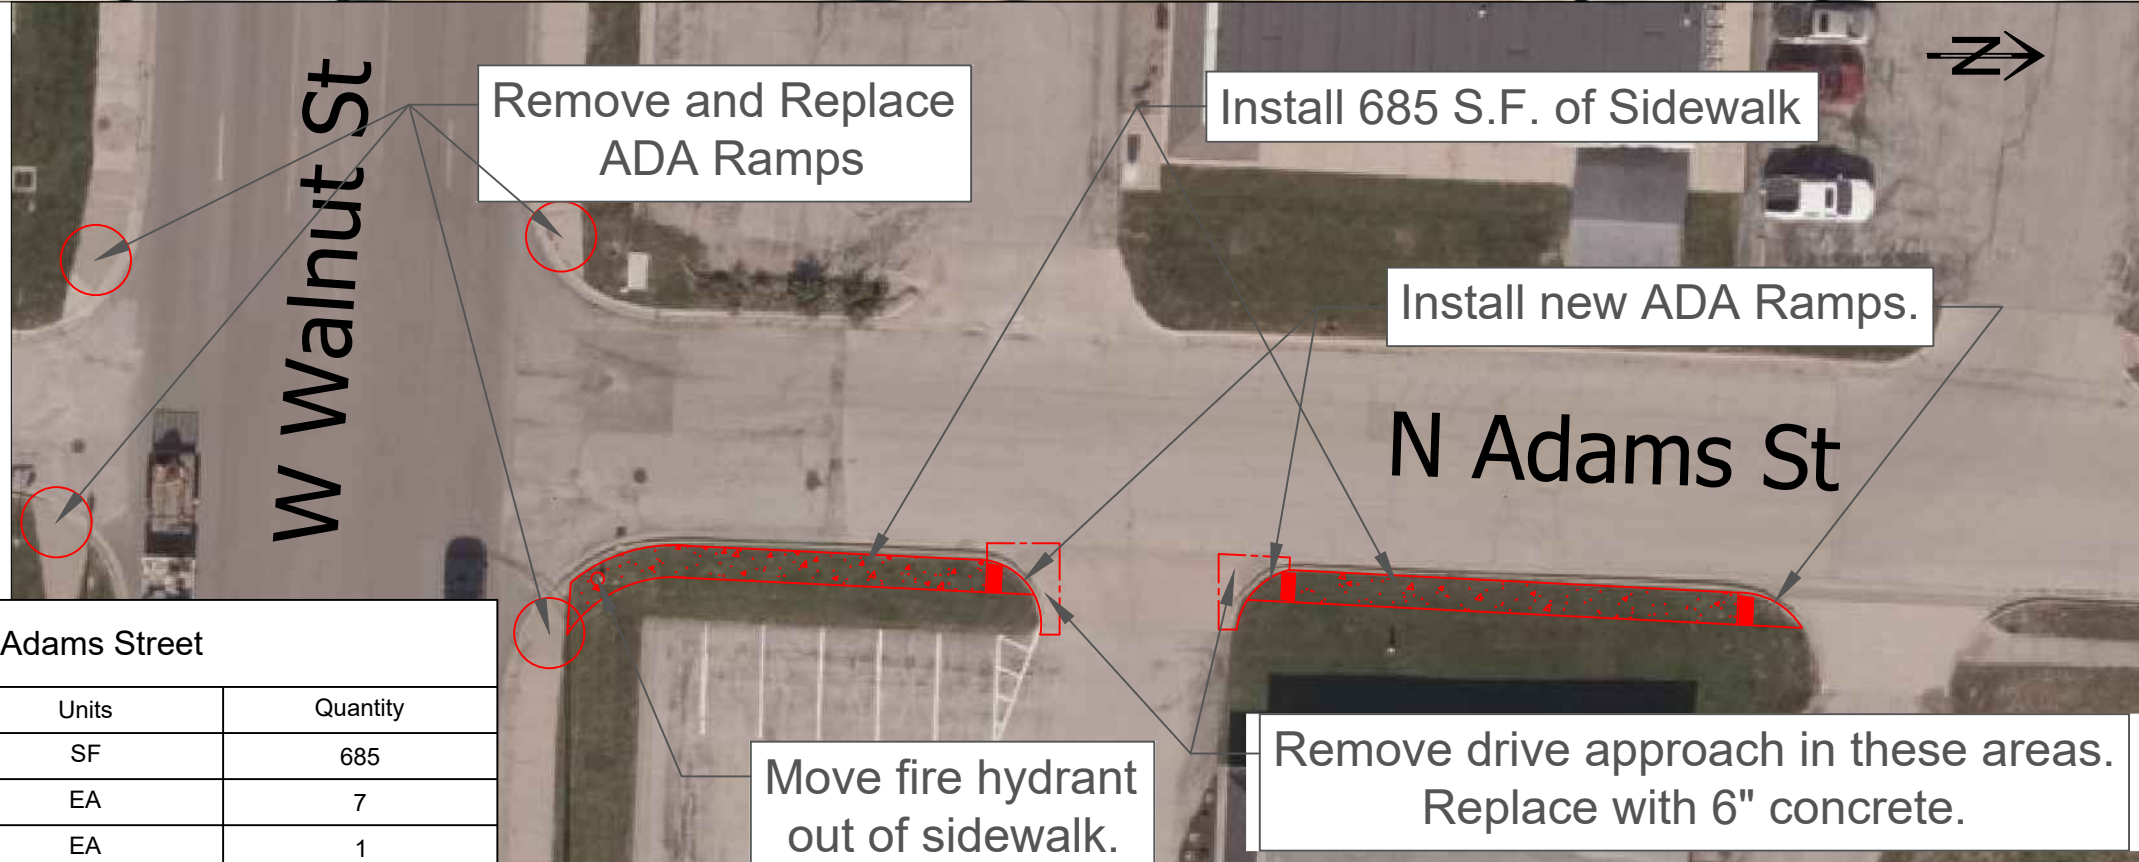 Remove and Replace
ADA Ramps
Install 685 S.F. of Sidewalk
N
W Walnut St
Install new ADA Ramps.
N Adams St
Adams Street
Units Quantity
SF 685
EA 7
EA 1
Move fire hydrant
out of sidewalk.
Remove drive approach in these areas.
Replace with 6" concrete.